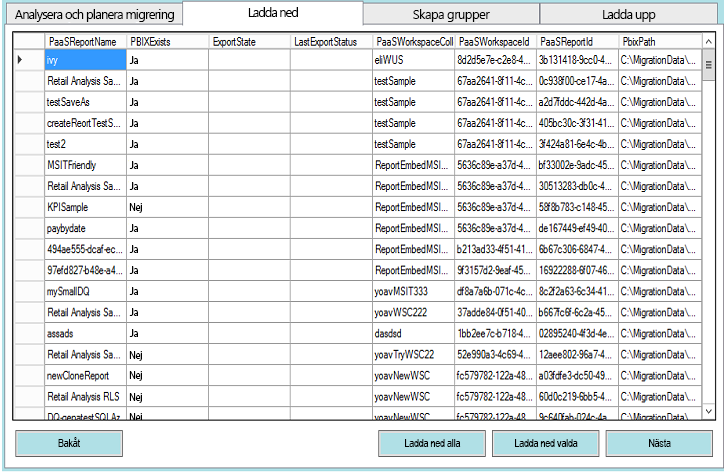 Analysera och planera migrering Ladda ned Skapa grupper Ladda upp
PaaSReportName PBIXExists ExportState LastExportStatus PaaSWorkspaceColl PaaSWorkspaceId PaaSReportId PbixPath
ivy Ja eliWUS 8d2d5e7e-c2e8-4... 3b131418-9cc0-4... C:\MigrationData\...
Retail Analysis Sa... Ja testSample 67aa2641-8f11-4c... 0c938f00-ce17-4a... C:\MigrationData\...
testSaveAs Ja testSample 67aa2641-8f11-4c... a2d7fddc-442d-4a... C:\MigrationData\...
createReortTestS... Ja testSample 67aa2641-8f11-4c... 405bc30c-3f31-41... C:\MigrationData\...
test2 Ja testSample 67aa2641-8f11-4c... 3f424a81-6e4c-4b... C:\MigrationData\...
MSITFriendly Ja ReportEmbedMSI... 5636c89e-a37d-4... bf33002e-9adc-45... C:\MigrationData\...
Retail Analysis Sa... Ja ReportEmbedMSI... 5636c89e-a37d-4... 30513283-db0c-4... C:\MigrationData\...
KPISample Nej ReportEmbedMSI... 5636c89e-a37d-4... 58f8b783-c148-45... C:\MigrationData\...
paybydate Ja ReportEmbedMSI... 5636c89e-a37d-4... de167449-ef49-40... C:\MigrationData\...
494ae555-dcaf-ec... Ja ReportEmbedMSI... b213ad33-4f51-41... 6b67c306-6847-4... C:\MigrationData\...
97efd827-b48e-a4... Ja ReportEmbedMSI... 9f3157d2-9eaf-45... 16922288-6f07-46... C:\MigrationData\...
mySmallDQ Ja yoavMSIT333 df8a7a6b-071c-4c... 8c2f2a63-6c34-41... C:\MigrationData\...
Retail Analysis Sa... Ja yoavWSC222 37adde84-0f51-40... b667fc6f-6c2a-45... C:\MigrationData\...
assads Ja dasdsd 1bb2ee7c-b718-4... 02895240-4f3d-4e... C:\MigrationData\...
Retail Analysis Sa... Nej yoavTryWSC22 52e990a3-4c69-4... 12aee802-96a7-4... C:\MigrationData\...
newCloneReport Nej yoavNewWSC fc579782-122a-48... a03fdfe3-dc50-49... C:\MigrationData\...
Retail Analysis RLS Nej yoavNewWSC fc579782-122a-48... 60d0c219-6bb5-4... C:\MigrationData\...
DQ-genatestSQLAz Nej yoavNewWSC fc579782-122a-48... 9c640fab-024c-4a... C:\MigrationData\...
Bakåt Ladda ned alla Ladda ned valda Nästa